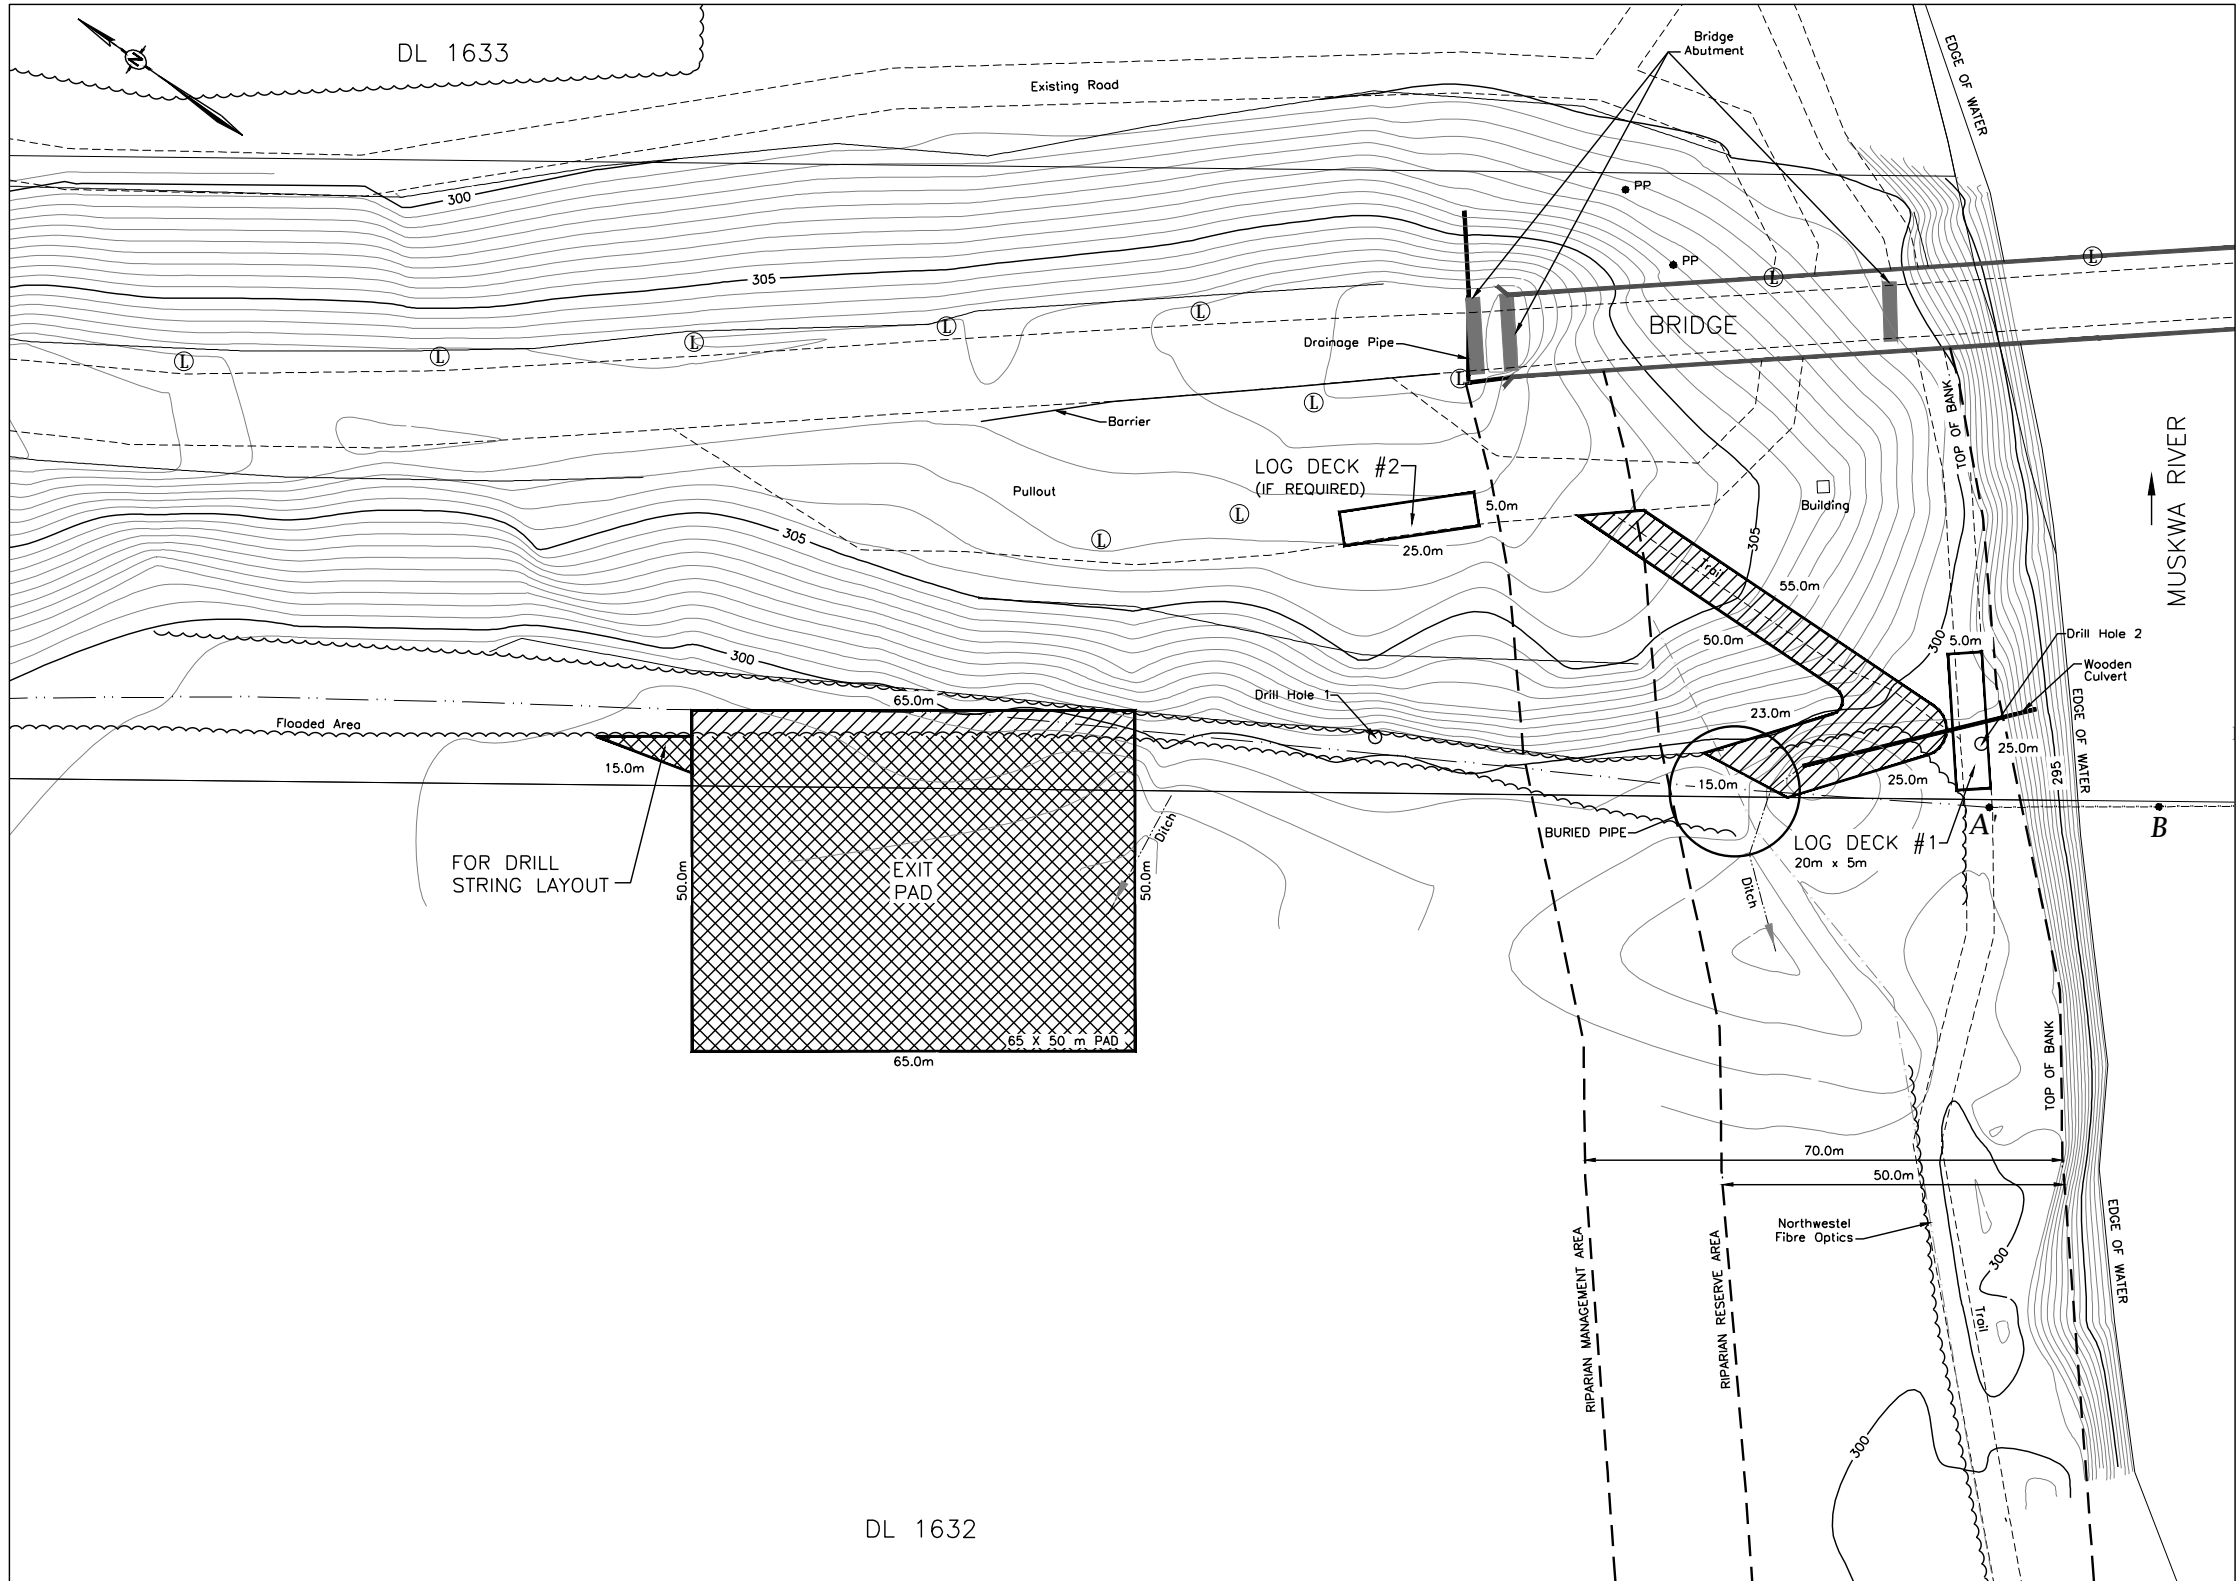 DL 1633
N
Existing Road
Bridge
Abutment
EDGE OF WATER
300
PP
305
PP
L
L
L
L
L
L
L
L
BRIDGE
Drainage Pipe
L
L
Barrier
TOP OF BANK
MUSKWA RIVER
LOG DECK #2
(IF REQUIRED)
Pullout
5.0m
Building
L
L
305
25.0m
305
Trail
55.0m
50.0m
300
5.0m
Drill Hole 2
Wooden
Culvert
300
65.0m
Drill Hole 1
23.0m
EDGE OF WATER
Flooded Area
25.0m
295
15.0m
15.0m
25.0m
A
B
Ditch
BURIED PIPE
LOG DECK #1
20m x 5m
FOR DRILL
STRING LAYOUT
50.0m
EXIT
PAD
50.0m
Ditch
65 X 50 m PAD
65.0m
TOP OF BANK
70.0m
50.0m
RIPARIAN MANAGEMENT AREA
RIPARIAN RESERVE AREA
Northwestel
Fibre Optics
300
EDGE OF WATER
Trail
300
DL 1632